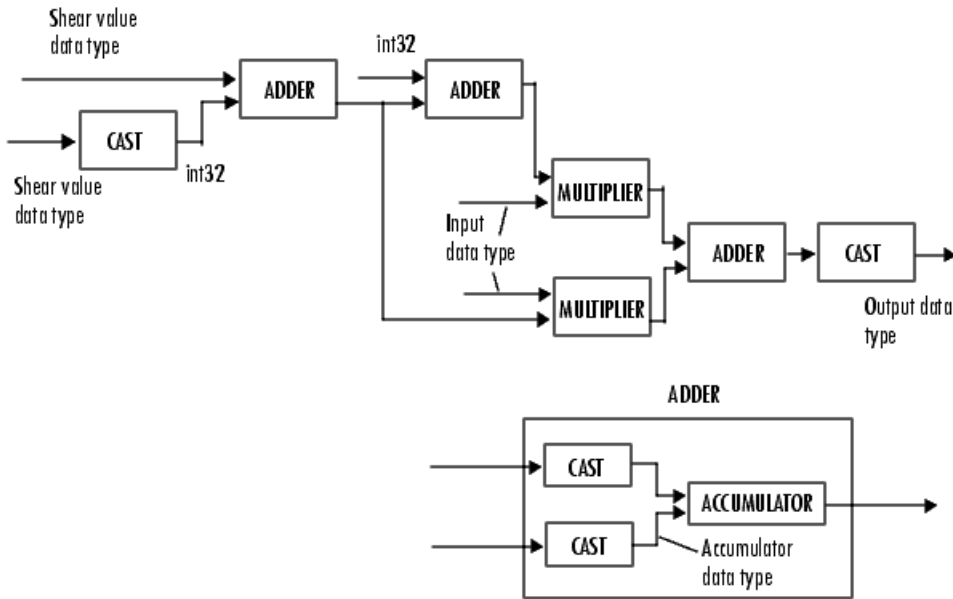 Shear value
data type
int32
ADDER
ADDER
CAST
int32
Shear value
data type
MULTIPLIER
Input
data type
ADDER
CAST
MULTIPLIER
Output data
type
ADDER
CAST
ACCUMULATOR
CAST
Accumulator
data type